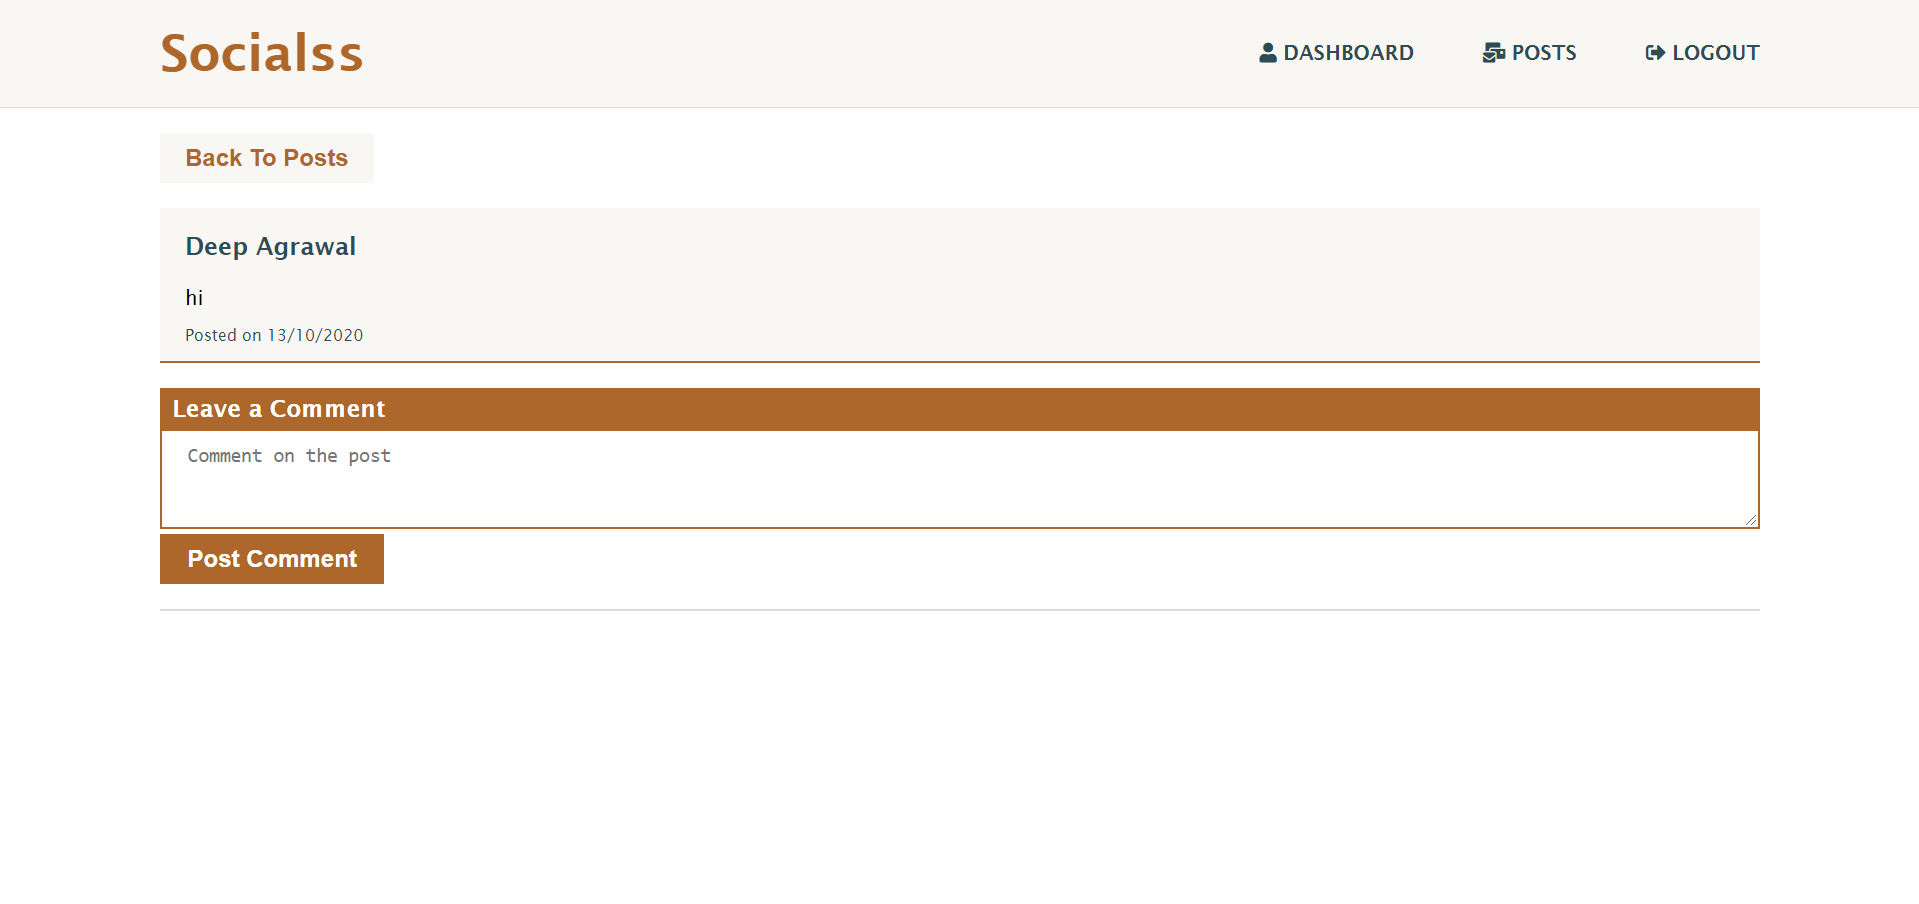 Socialss
DASHBOARD
POSTS
LOGOUT
Back To Posts
Deep Agrawal
hi
Posted on 13/10/2020
Leave a Comment
Comment on the post
Post Comment